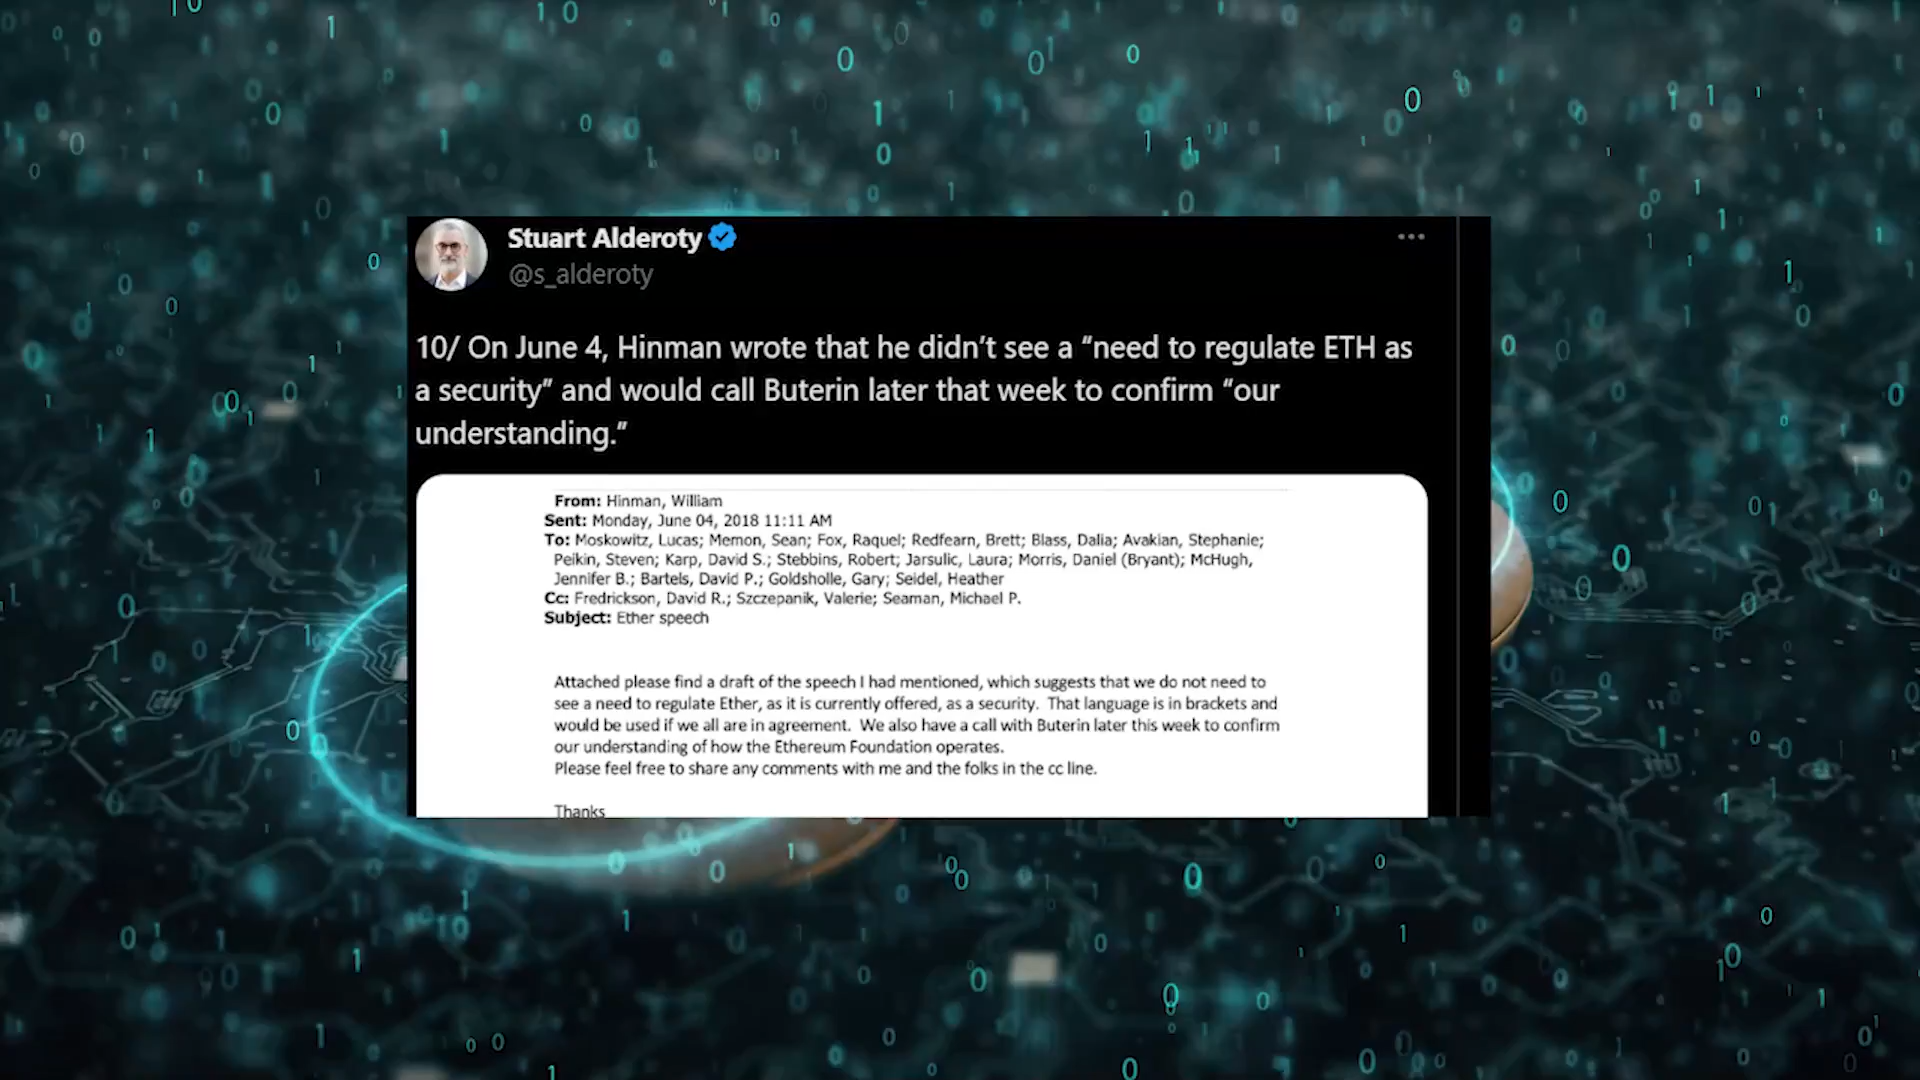 Stuart Alderoty
@s_alderoty
10/ On June 4, Hinman wrote that he didn't see a “need to regulate ETH as
a security” and would call Buterin later that week to confirm “our
understanding.”
From: Hinman, William
Sent: Monday, June 04, 2018 11:11 AM
To: Moskowitz, Lucas; Memon, Sean; Fox, Raquel; Redfearn, Brett; Blass, Dalia; Avakian, Stephanie;
Peikin, Steven; Karp, David S.; Stebbins, Robert; Jarsulic, Laura; Morris, Daniel (Bryant); McHugh,
Jennifer B.; Bartels, David P.; Goldsholle, Gary; Seidel, Heather
Cc: Fredrickson, David R.; Szczepanik, Valerie; Seaman, Michael P.
Subject: Ether speech
Attached please find a draft of the speech I had mentioned, which suggests that we do not need to
see a need to regulate Ether, as it is currently offered, as a security. That language is in brackets and
would be used if we all are in agreement. We also have a call with Buterin later this week to confirm
our understanding of how the Ethereum Foundation operates.
Please feel free to share any comments with me and the folks in the cc line.
Thanks